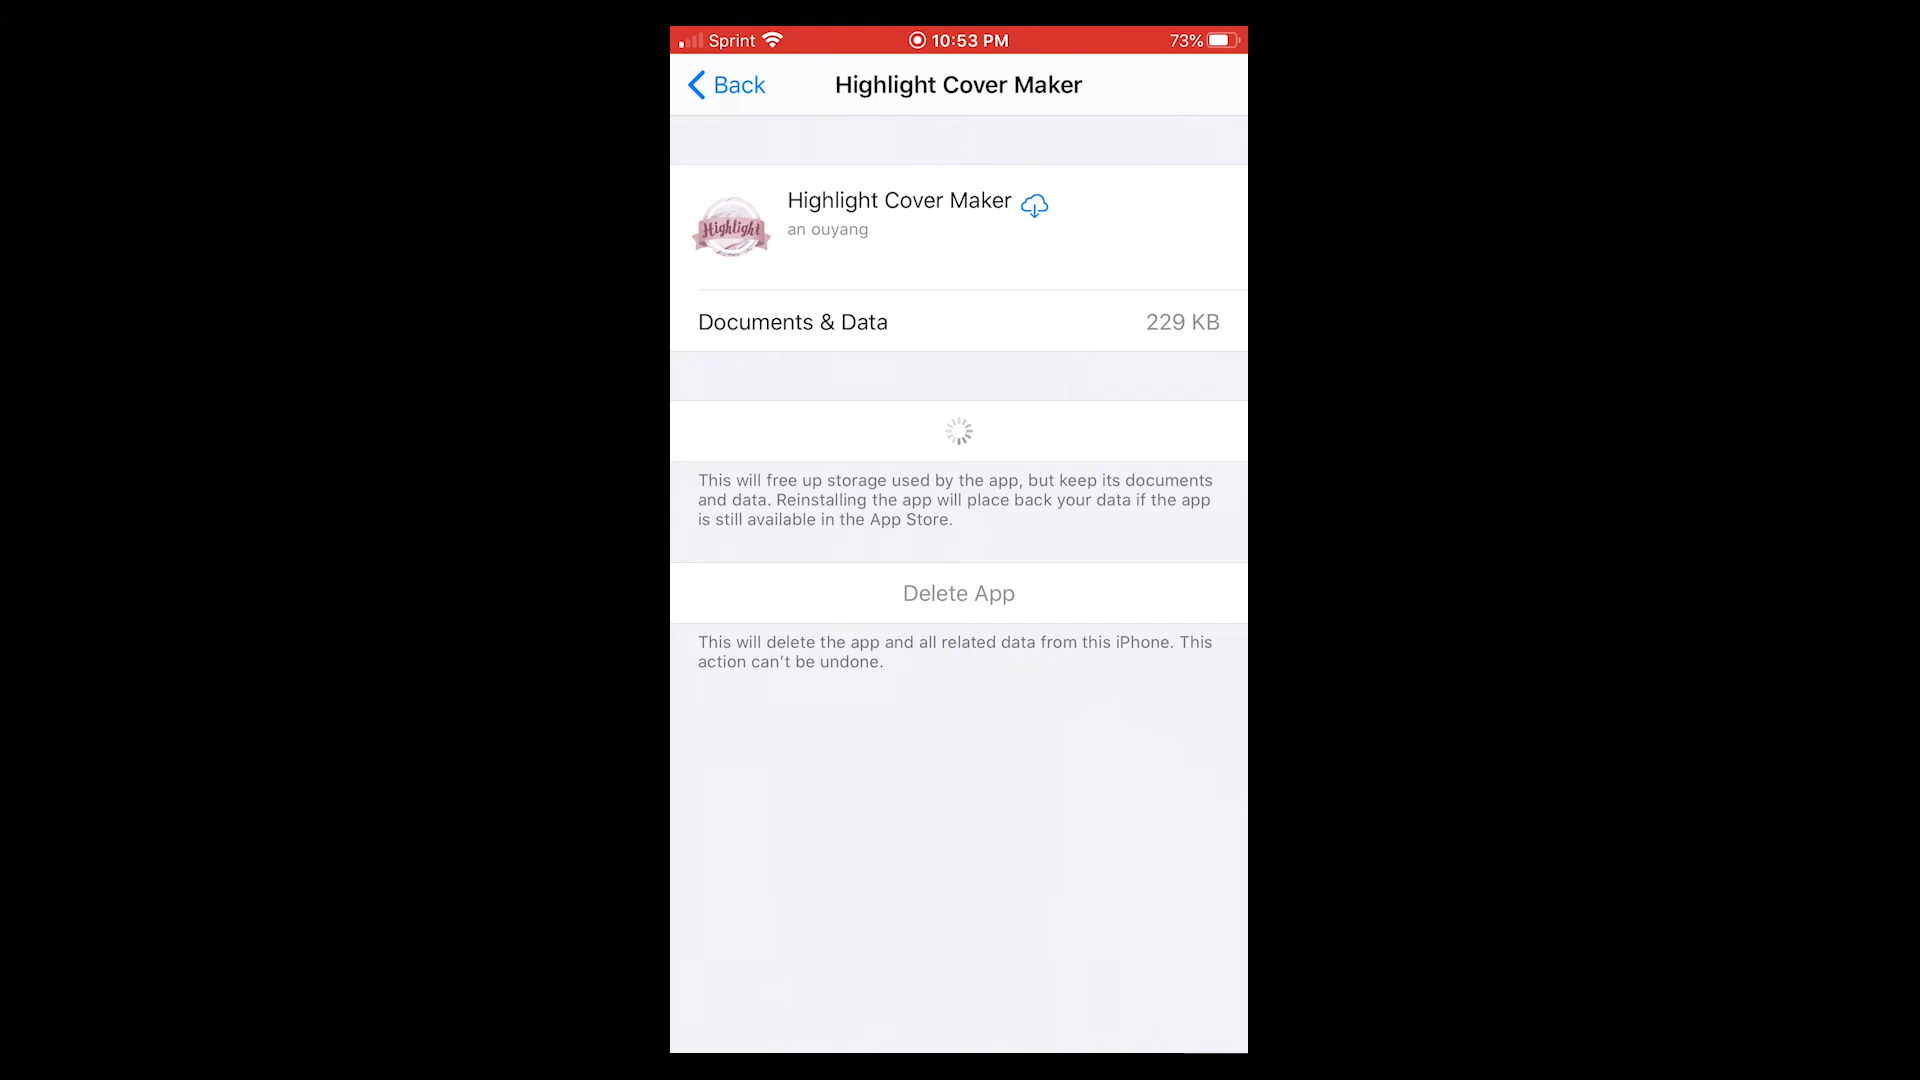 Sprint 10:53 PM 73%
Back Highlight Cover Maker
Highlight
Highlight Cover Maker
an ouyang
Documents & Data 229 KB
This will free up storage used by the app, but keep its documents
and data. Reinstalling the app will place back your data if the app
is still available in the App Store.
Delete App
This will delete the app and all related data from this iPhone. This
action can’t be undone.